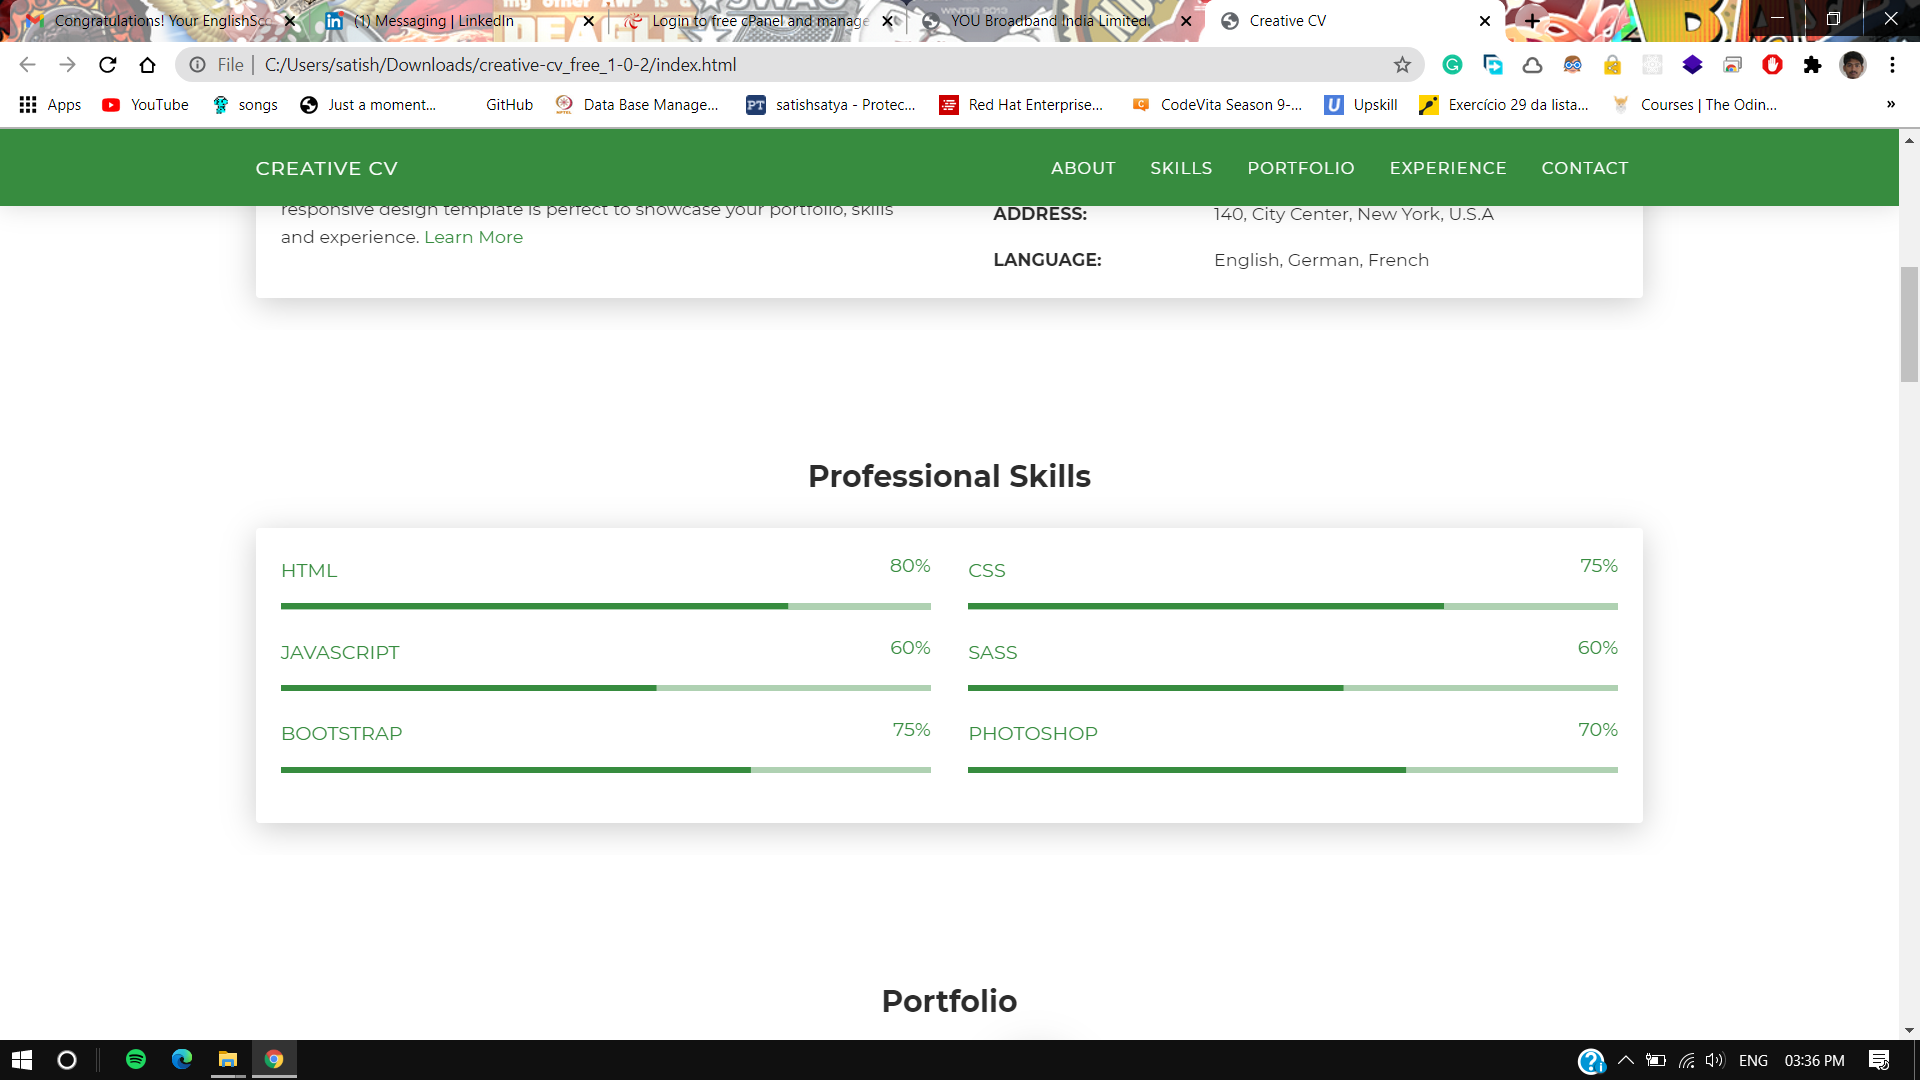 Congratulations! Your EnglishSc
(1) Messaging | LinkedIn
Login to free cPanel and manage
YOU Broadband India Limited.
Creative CV
File | C:/Users/satish/Downloads/creative-cv_free_1-0-2/index.html
Apps
YouTube
songs
Just a moment...
GitHub
Data Base Manage...
PT
satishsatya - Protec...
Red Hat Enterprise...
CodeVita Season 9-...
U
Upskill
Exercício 29 da lista...
Courses | The Odin...
»
CREATIVE CV
ABOUT
SKILLS
PORTFOLIO
EXPERIENCE
CONTACT
responsive design template is perfect to showcase your portfolio, skills
and experience. Learn More
ADDRESS:
140, City Center, New York, U.S.A
LANGUAGE:
English, German, French
Professional Skills
HTML
80%
CSS
75%
JAVASCRIPT
60%
SASS
60%
BOOTSTRAP
75%
PHOTOSHOP
70%
Portfolio
ENG
03:36 PM